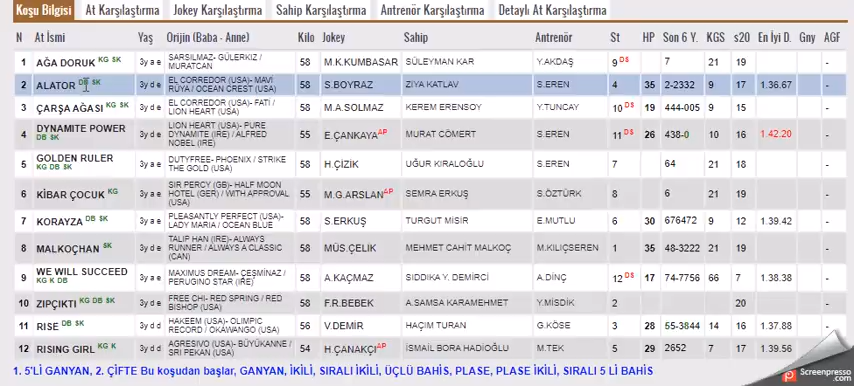 Koşu Bilgisi At Karşılaştırma Jokey Karşılaştırma Sahip Karşılaştırma Antrenör Karşılaştırma Detaylı At Karşılaştırma
N At İsmi Yaş Orijin (Baba - Anne) Kilo Jokey Sahip Antrenör St HP Son 6 Y. KGS s20 En İyi D. Gny AGF
1 AĞA DORUK KG SK 3y a e SARSILMAZ- GÜLERKIZ / MURATCAN 58 M.K.KUMBASAR SÜLEYMAN KAR Y.AKDAŞ 9 DS 7 21 19 -
2 ALATOR DB SK 3y d e EL CORREDOR (USA)- MAVİ RÜYA / OCEAN CREST (USA) 58 S.BOYRAZ ZIYA KATLAV S.EREN 4 35 2-2332 9 17 1.36.67 -
3 ÇARŞA AĞASI KG SK 3y d e EL CORREDOR (USA)- FATİ / LION HEART (USA) 58 M.A.SOLMAZ KEREM ERENSOY Y.TUNCAY 10 DS 19 444-005 9 15 -
4 DYNAMITE POWER DB SK 3y d e LION HEART (USA)- PURE DYNAMITE (IRE) / ALFRED NOBEL (IRE) 55 E.ÇANKAYA AP MURAT CÖMERT S.EREN 11 DS 26 438-0 10 16 1.42.20 -
5 GOLDEN RULER KG DB SK 3y d e DUTYFREE- PHOENIX / STRIKE THE GOLD (USA) 58 H.ÇİZİK UĞUR KIRALOĞLU S.EREN 7 64 21 18 -
6 KİBAR ÇOCUK KG 3y a e SIR PERCY (GB)- HALF MOON HOTEL (GER) / WITH APPROVAL (USA) 55 M.G.ARSLAN AP SEMRA ERKUŞ S.ÖZTÜRK 8 6 21 19 -
7 KORAYZA DB SK 3y d e PLEASANTLY PERFECT (USA)- LADY MARIA / OCEAN BLUE 58 S.ERKUŞ TURGUT MISIR E.MUTLU 6 30 676472 9 12 1.39.42 -
8 MALKOÇHAN SK 3y d e TALIP HAN (IRE)- ALWAYS RUNNER / ALWAYS A CLASSIC (CAN) 58 MÜS.ÇELIK MEHMET CAHİT MALKOÇ M.KILIÇSEREN 1 35 48-3222 21 19 -
9 WE WILL SUCCEED KG K DB 3y a e MAXIMUS DREAM- ÇEŞMİNAZ / PERUGINO STAR (IRE) 58 A.KAÇMAZ SIDDIKA Y. DEMİRCİ A.DİNÇ 12 DS 17 74-7756 66 7 1.38.38 -
10 ZIPÇIKTI KG DB SK 3y d e FREE CHI- RED SPRING / RED BISHOP (USA) 58 F.R.BEBEK A.SAMSA KARAMEHMET Y.MİSDİK 2 20 -
11 RISE DB SK 3y d d HAKEEM (USA)- OLIMPIC RECORD / OKAWANGO (USA) 56 V.DEMİR HAÇIM TURAN G.KÖSE 3 28 55-3844 14 16 1.37.88 -
12 RISING GIRL KG K 3y d d AGRESIVO (USA)- BÜYÜKANNE / SRI PEKAN (USA) 54 H.ÇANAKÇI AP İSMAİL BORA HADİOĞLU M.TEK 5 29 2652 7 17 1.39.56 -
1. 5'Lİ GANYAN, 2. ÇİFTE Bu koşudan başlar, GANYAN, İKİLİ, SIRALI İKİLİ, ÜÇLÜ BAHİS, PLASE, PLASE İKİLİ, SIRALI 5 Lİ BAHİS
Screenpresso
.com